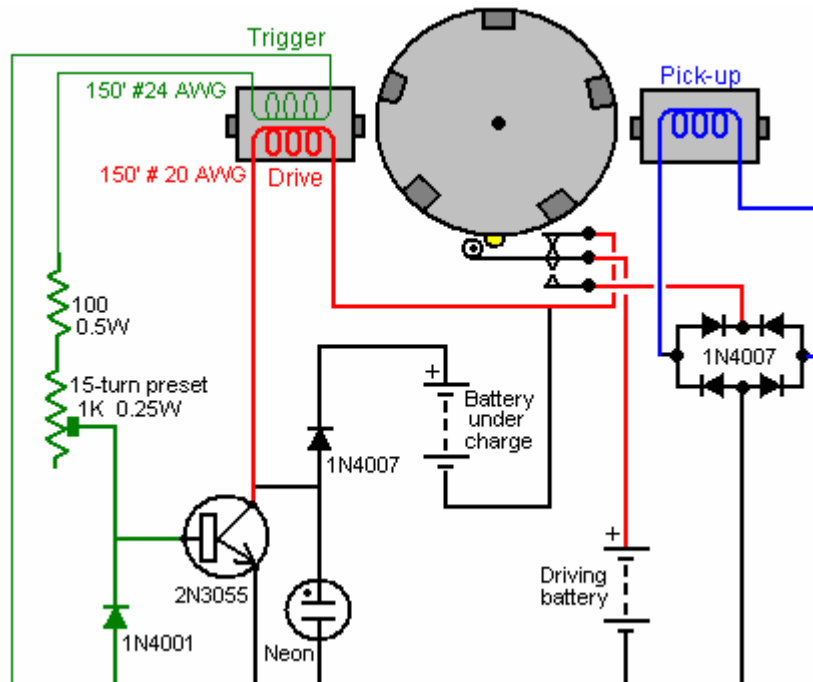 Trigger
150' #24 AWG
Pick-up
150' # 20 AWG
Drive
100
0.5W
1N4007
15-turn preset
1K 0.25W
+
Battery
under
charge
1N4007
+
2N3055
Driving
battery
1N4001
Neon